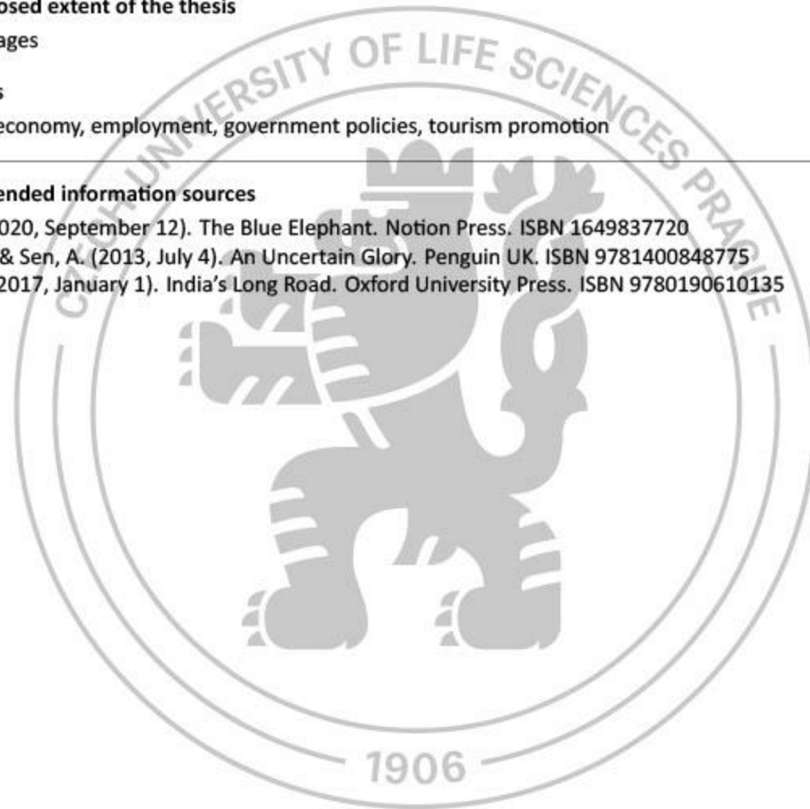 osed extent of the thesis
ages
s
economy, employment, government policies, tourism promotion
ended information sources
020, September 12). The Blue Elephant. Notion Press. ISBN 1649837720
& Sen, A. (2013, July 4). An Uncertain Glory. Penguin UK. ISBN 9781400848775
2017, January 1). India's Long Road. Oxford University Press. ISBN 9780190610135
CZECH UNIVERSITY OF LIFE SCIENCES PRAGUE
1906